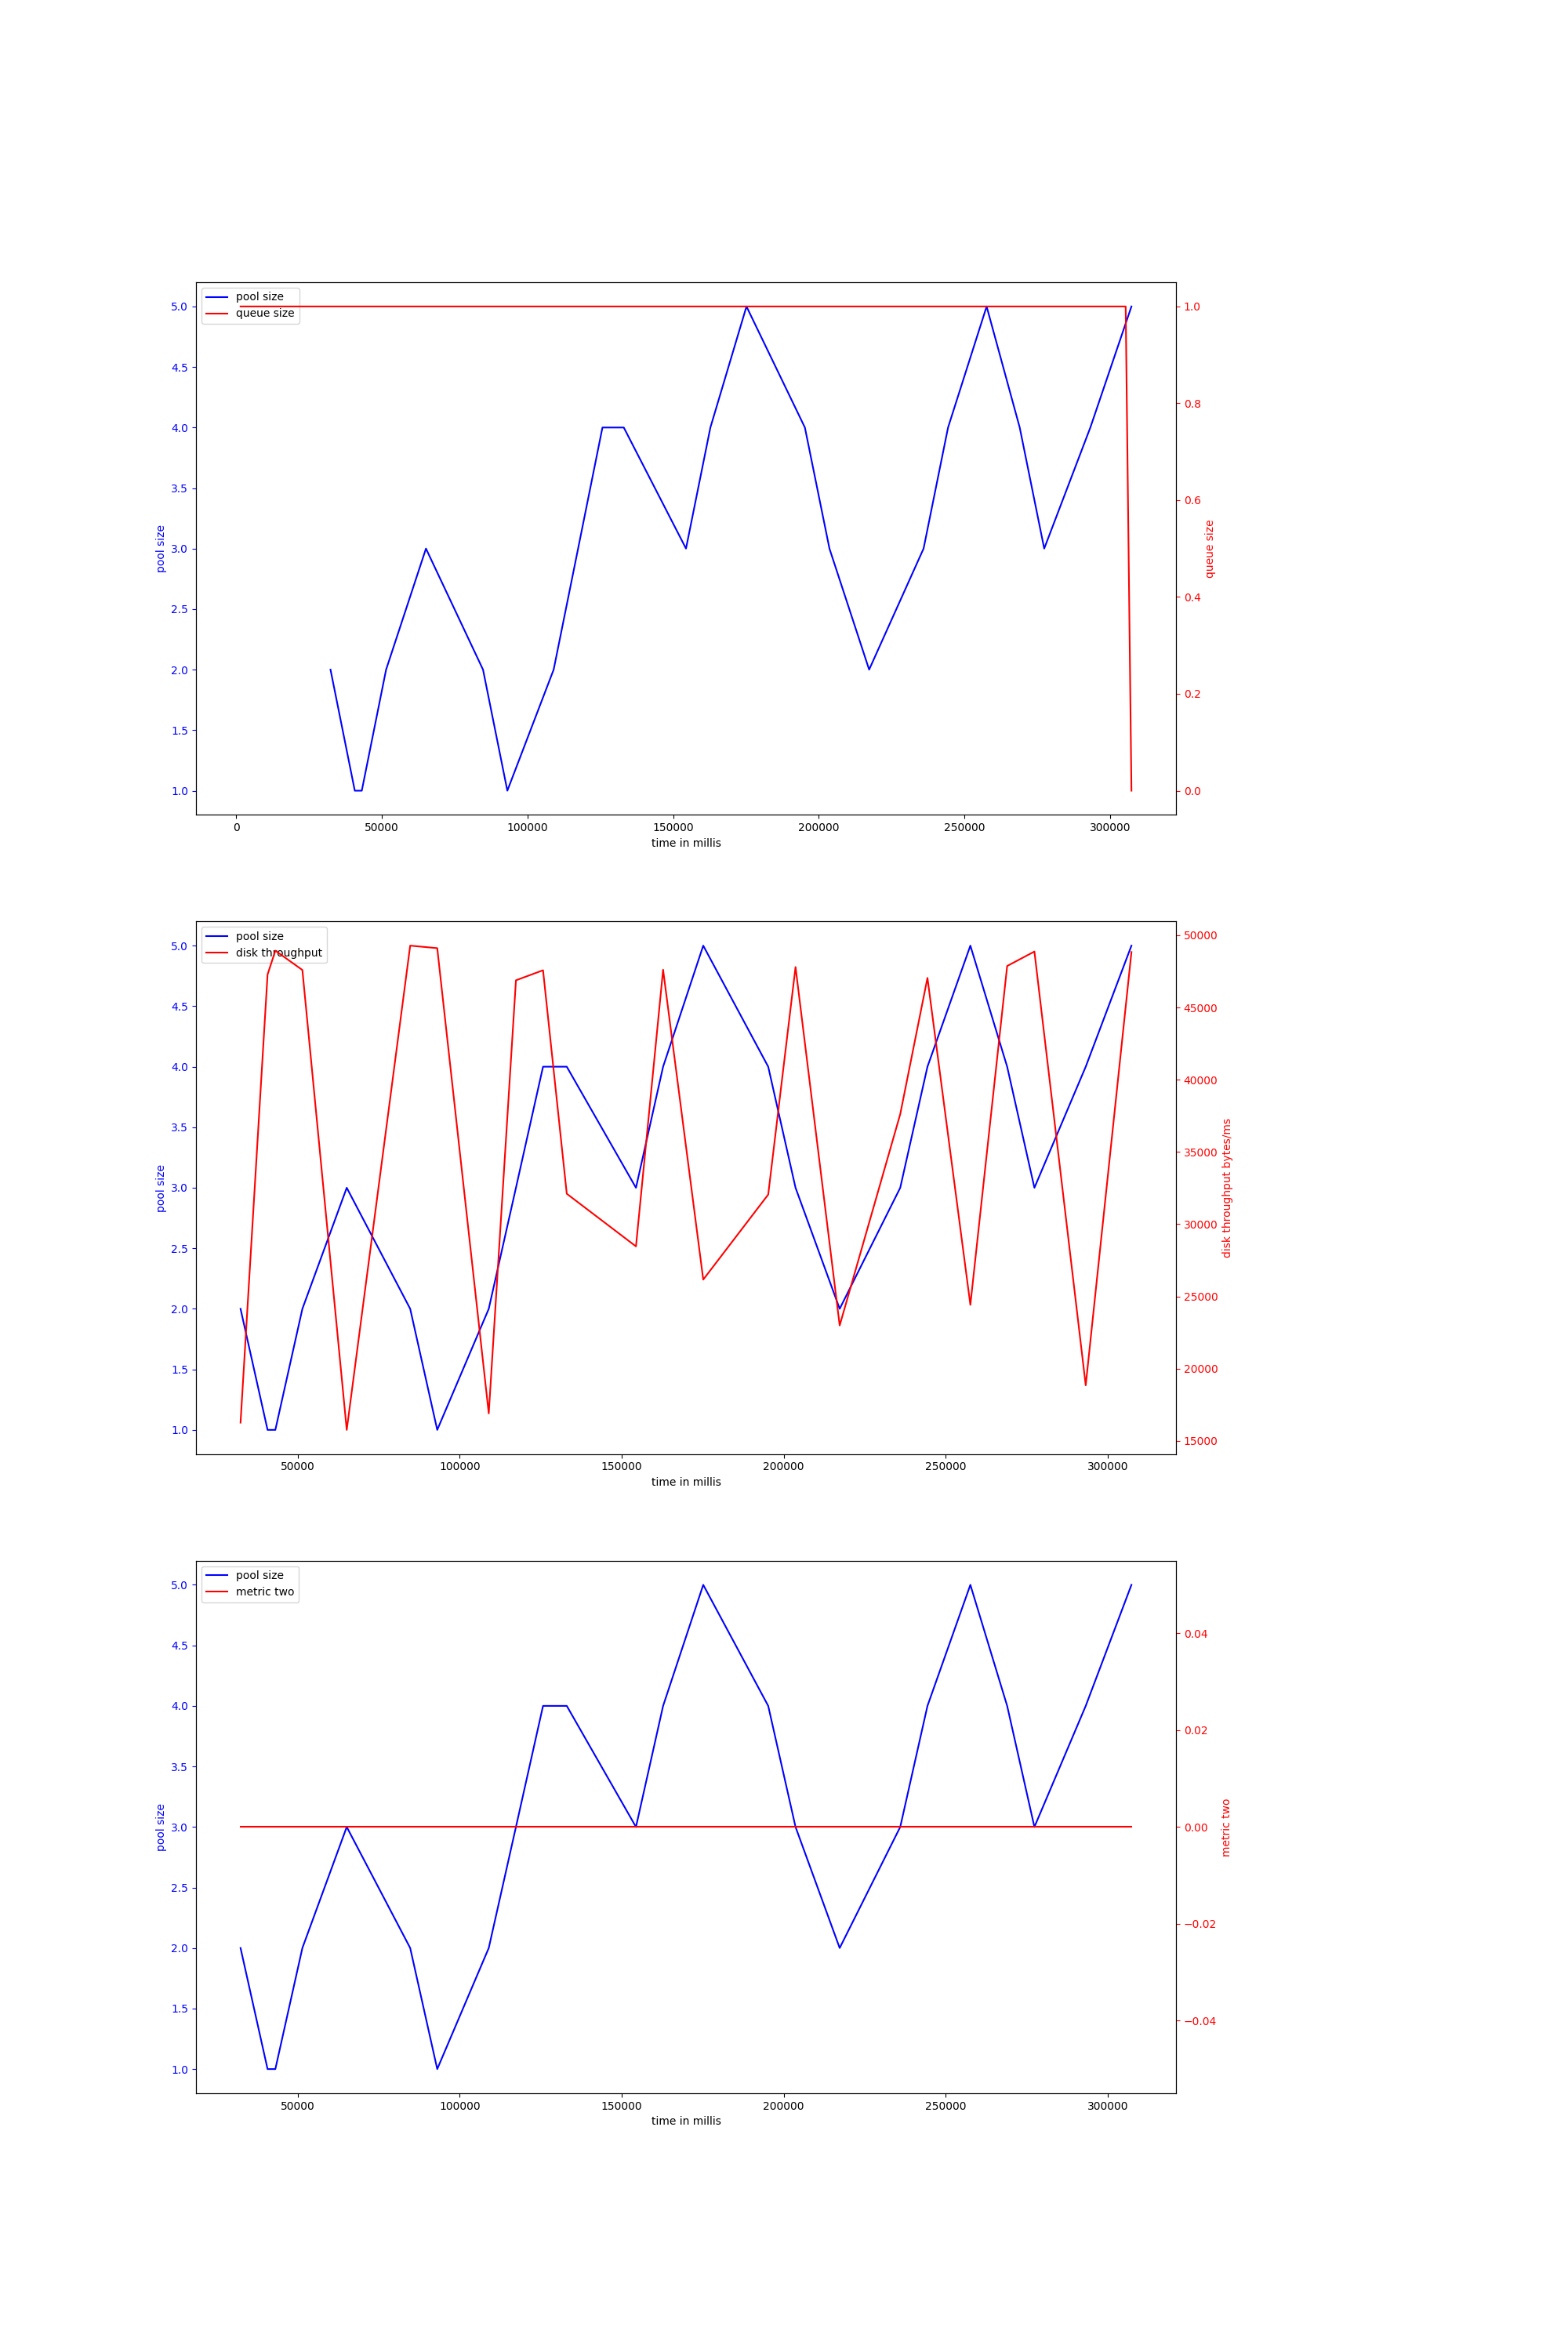 pool size
queue size
5.0
4.5
4.0
3.5
3.0
2.5
2.0
1.5
1.0
pool size
1.0
0.8
0.6
0.4
0.2
0.0
queue size
0 50000 100000 150000 200000 250000 300000
time in millis
pool size
disk throughput
5.0
4.5
4.0
3.5
3.0
2.5
2.0
1.5
1.0
pool size
50000
45000
40000
35000
30000
25000
20000
15000
disk throughput bytes/ms
50000 100000 150000 200000 250000 300000
time in millis
pool size
metric two
5.0
4.5
4.0
3.5
3.0
2.5
2.0
1.5
1.0
pool size
0.04
0.02
0.00
−0.02
−0.04
metric two
50000 100000 150000 200000 250000 300000
time in millis